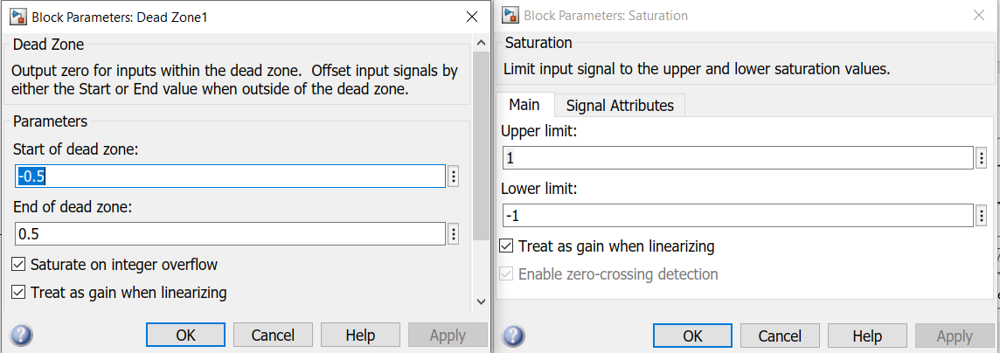 Block Parameters: Dead Zone1
Dead Zone
Output zero for inputs within the dead zone.  Offset input signals by
either the Start or End value when outside of the dead zone.
Parameters
Start of dead zone:
-0.5
End of dead zone:
0.5
Saturate on integer overflow
Treat as gain when linearizing
OK
Cancel
Help
Apply
Block Parameters: Saturation
Saturation
Limit input signal to the upper and lower saturation values.
Main
Signal Attributes
Upper limit:
1
Lower limit:
-1
Treat as gain when linearizing
Enable zero-crossing detection
OK
Cancel
Help
Apply